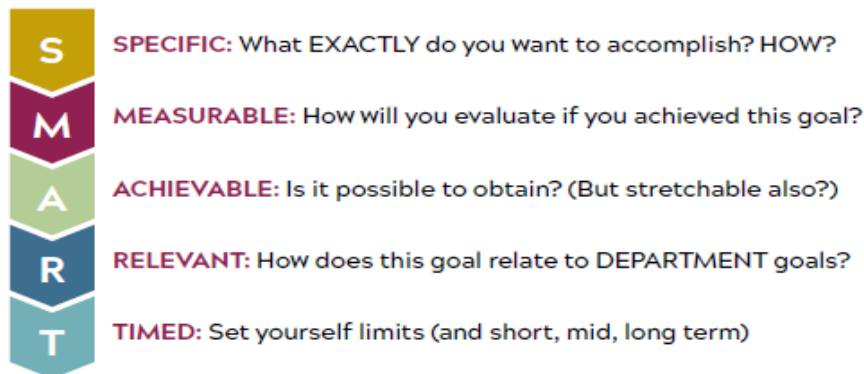 S SPECIFIC: What EXACTLY do you want to accomplish? HOW?
M MEASURABLE: How will you evaluate if you achieved this goal?
A ACHIEVABLE: Is it possible to obtain? (But stretchable also?)
R RELEVANT: How does this goal relate to DEPARTMENT goals?
T TIMED: Set yourself limits (and short, mid, long term)